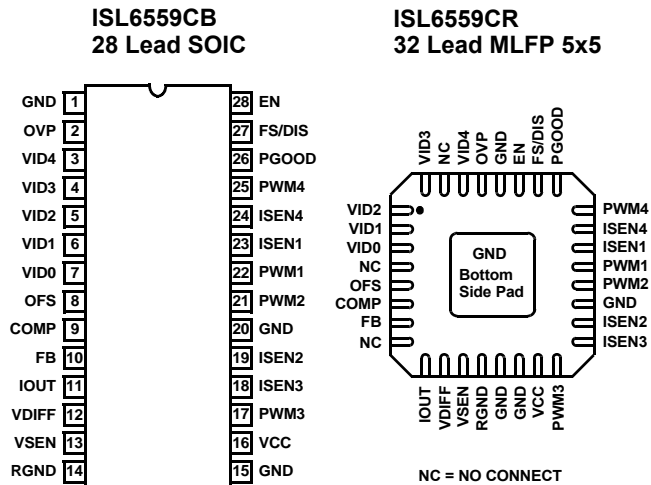 ISL6559CB
28 Lead SOIC
GND 1
OVP 2
VID4 3
VID3 4
VID2 5
VID1 6
VID0 7
OFS 8
COMP 9
FB 10
IOUT 11
VDIFF 12
VSEN 13
RGND 14
28 EN
27 FS/DIS
26 PGOOD
25 PWM4
24 ISEN4
23 ISEN1
22 PWM1
21 PWM2
20 GND
19 ISEN2
18 ISEN3
17 PWM3
16 VCC
15 GND
ISL6559CR
32 Lead MLFP 5x5
VID3
NC
VID4
OVP
GND
EN
FS/DIS
PGOOD
VID2
VID1
VID0
NC
OFS
COMP
FB
NC
GND
Bottom
Side Pad
PWM4
ISEN4
ISEN1
PWM1
PWM2
GND
ISEN2
ISEN3
IOUT
VDIFF
VSEN
RGND
GND
GND
VCC
PWM3
NC = NO CONNECT